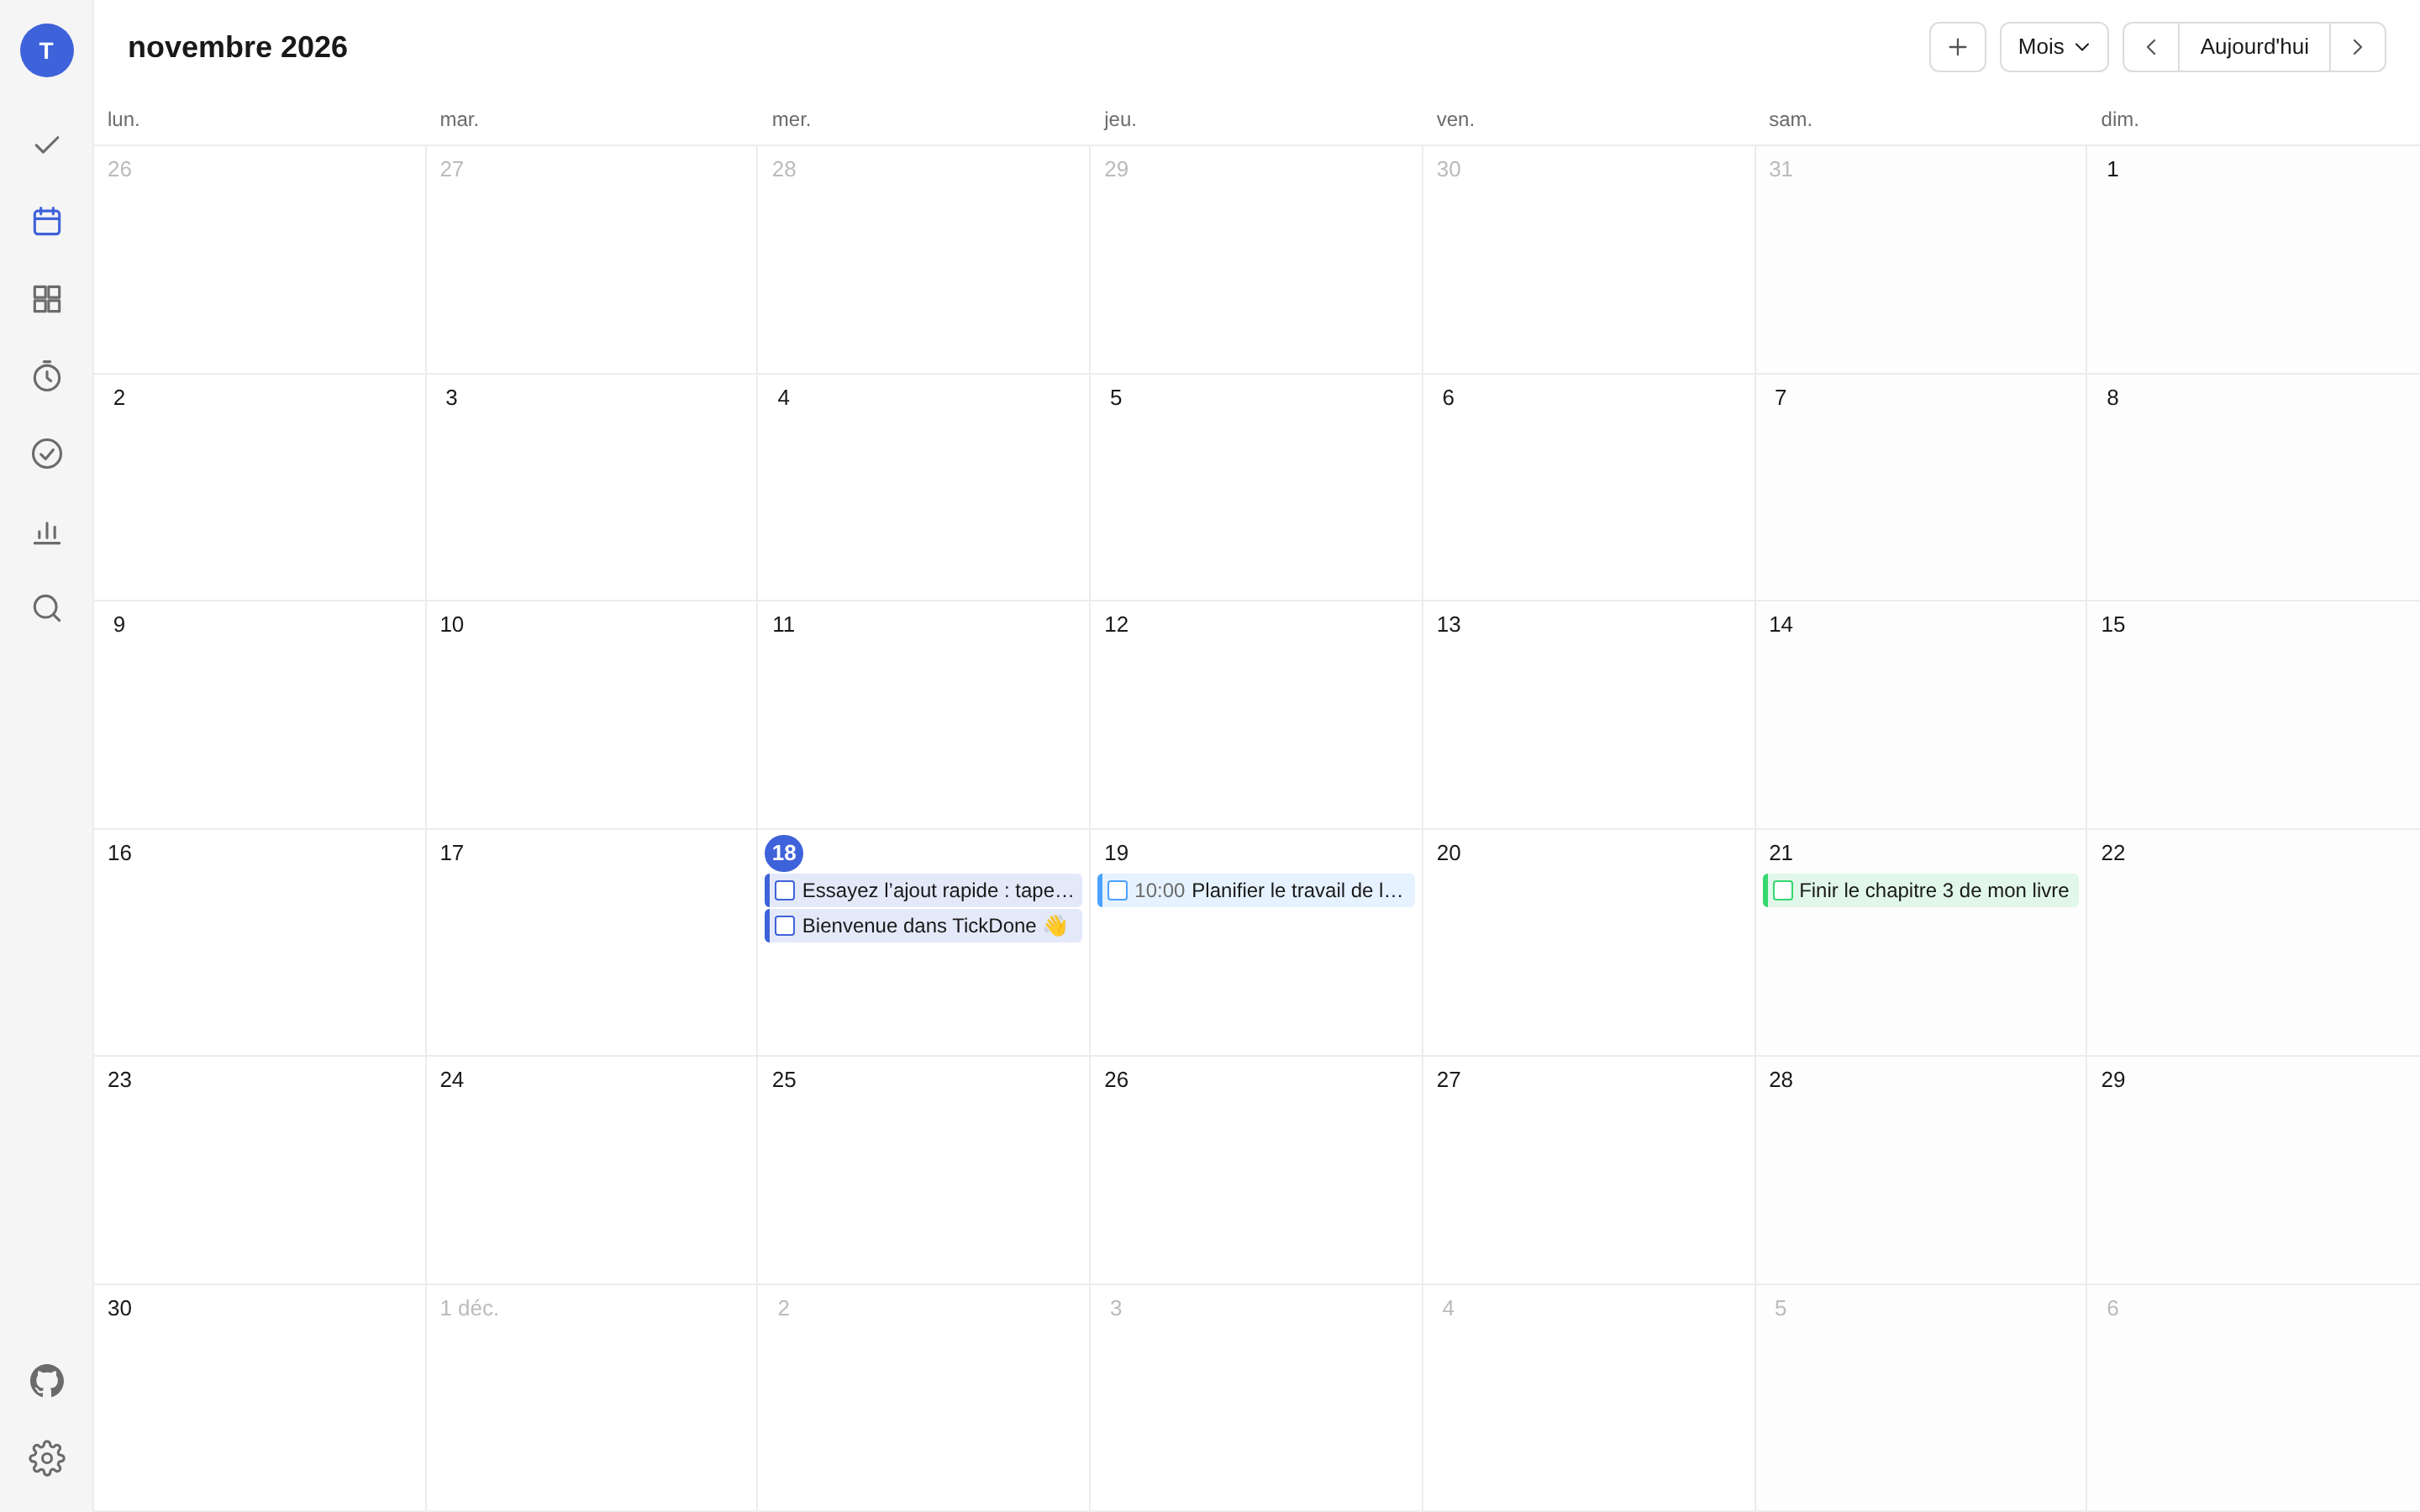 T
novembre 2026
Mois
Aujourd'hui
lun. mar. mer. jeu. ven. sam. dim.
26 27 28 29 30 31 1
2 3 4 5 6 7 8
9 10 11 12 13 14 15
16 17 18 19 20 21 22
Essayez l’ajout rapide : tape…
Bienvenue dans TickDone 👋
10:00 Planifier le travail de l…
Finir le chapitre 3 de mon livre
23 24 25 26 27 28 29
30 1 déc. 2 3 4 5 6